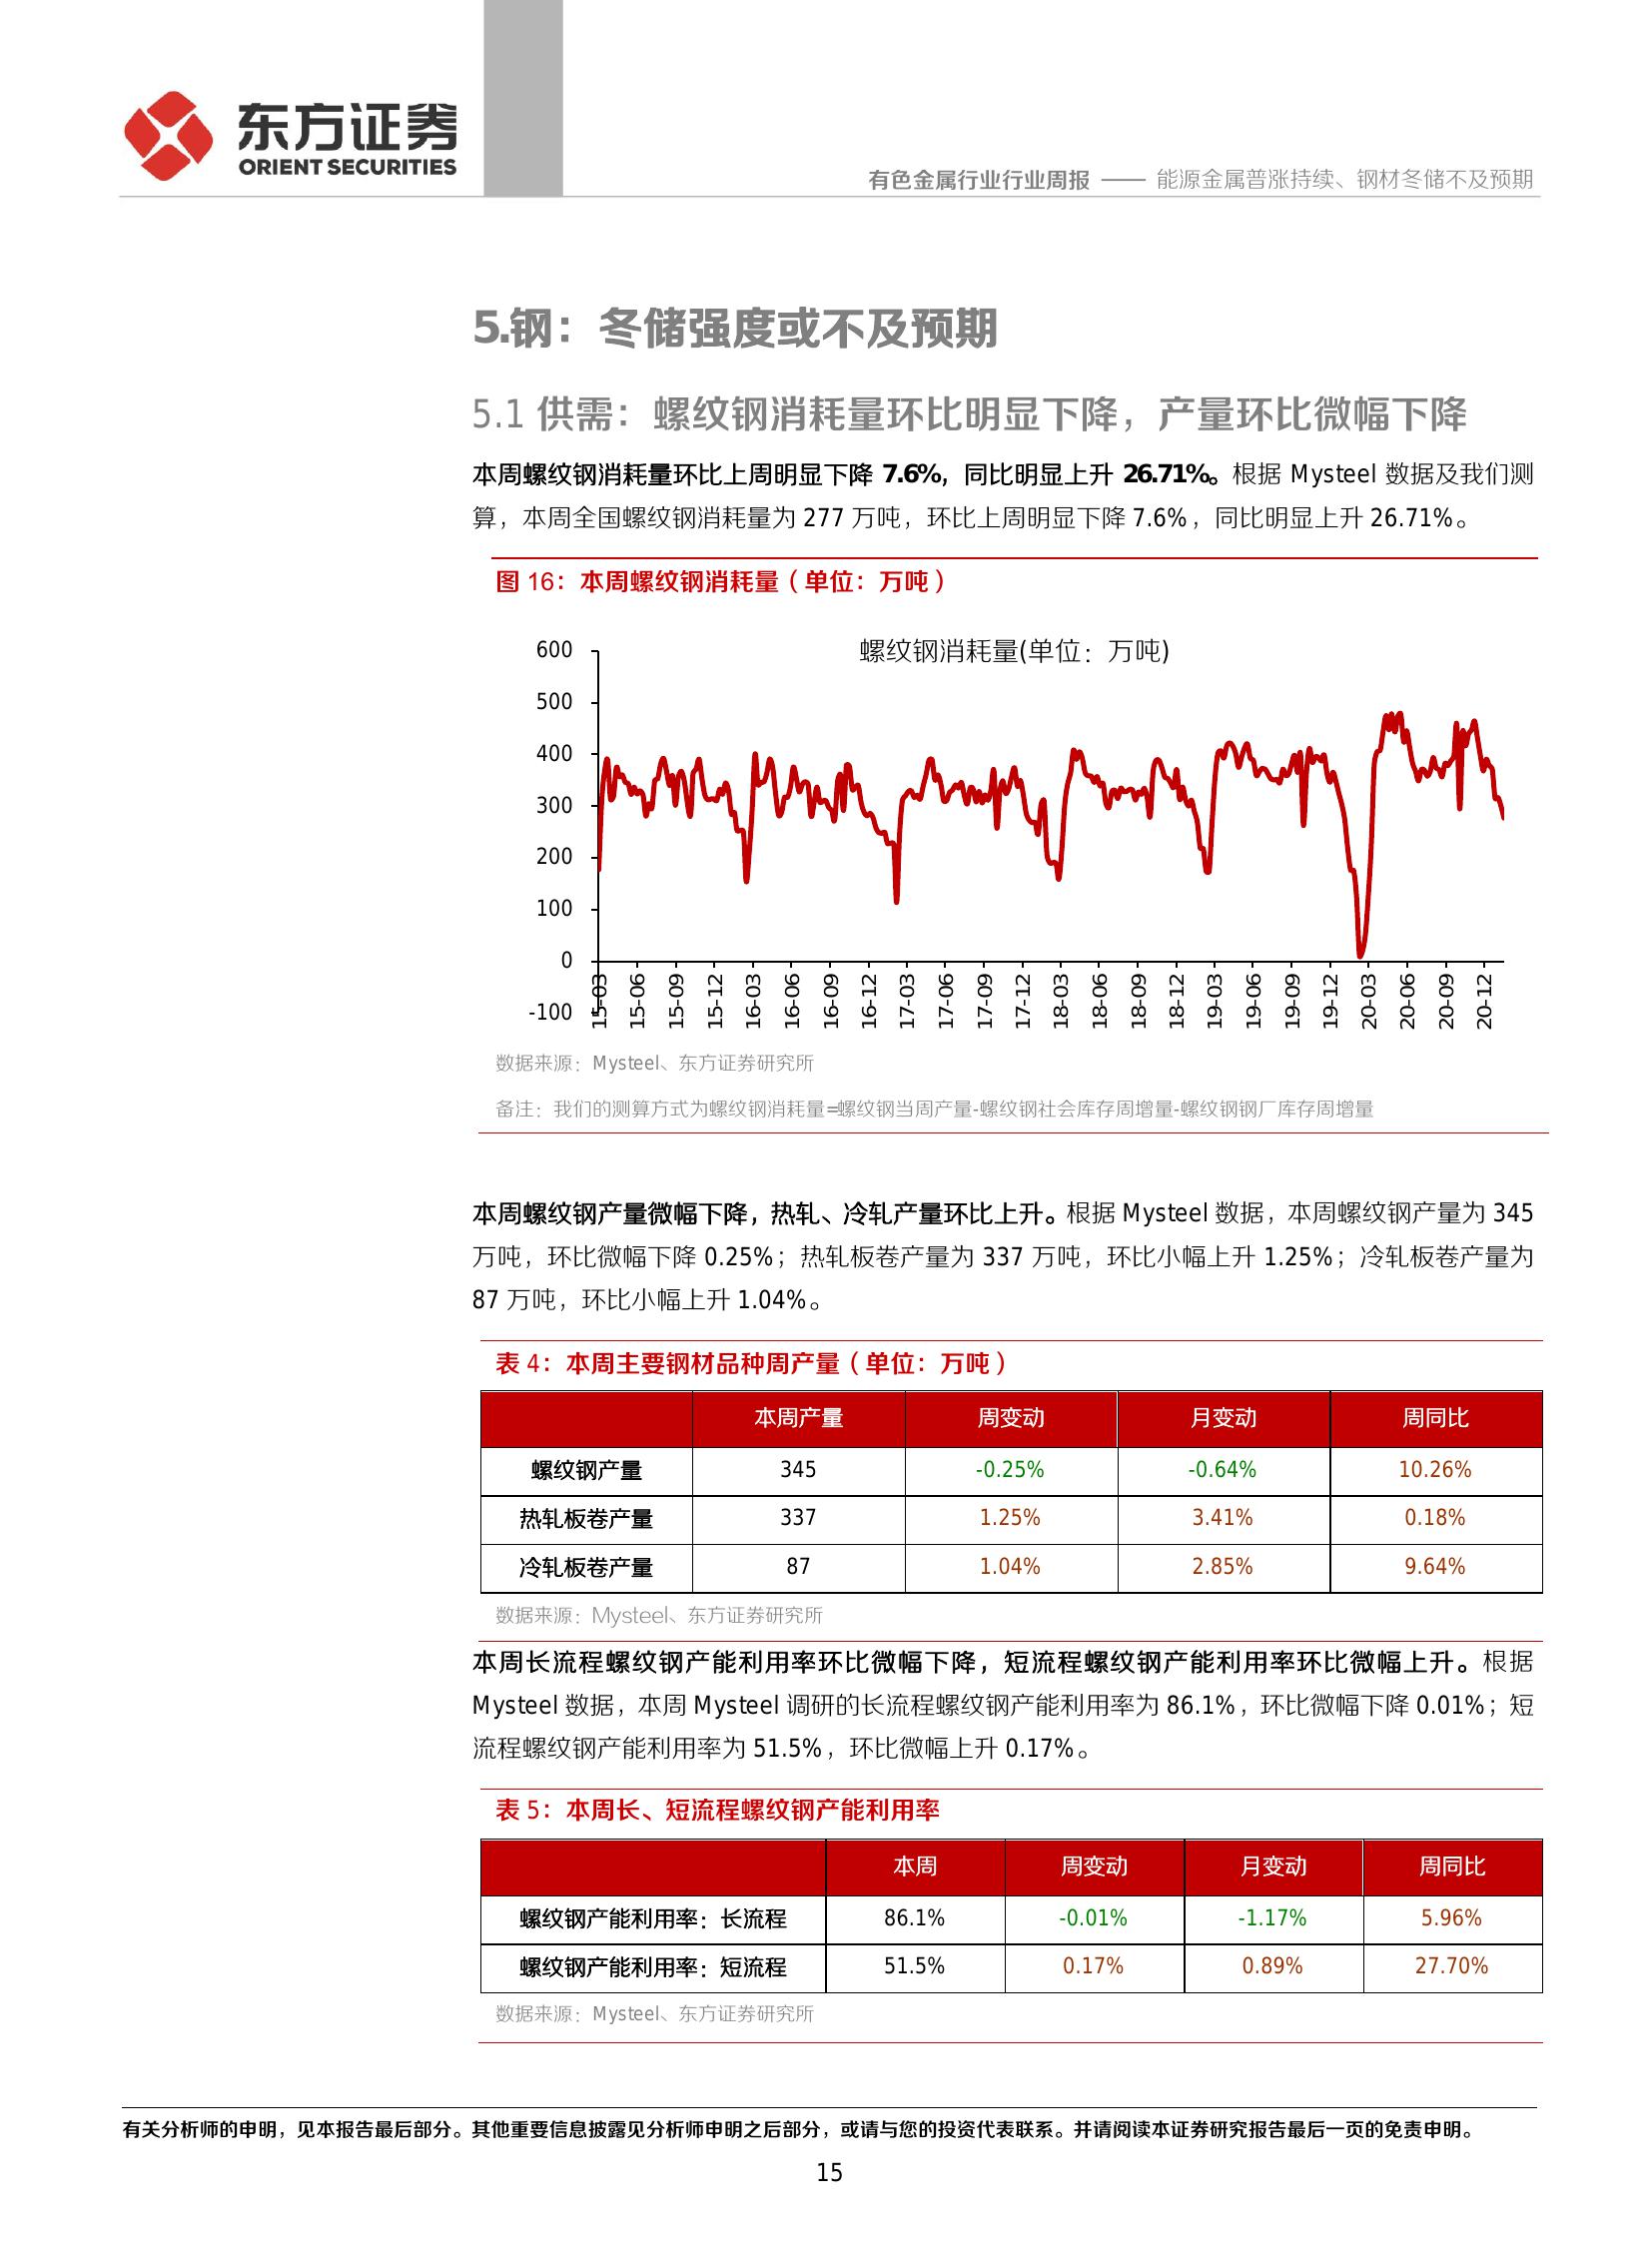 东方证券
ORIENT SECURITIES
有色金属行业行业周报 —— 能源金属普涨持续、钢材冬储不及预期
5.钢：冬储强度或不及预期
5.1 供需：螺纹钢消耗量环比明显下降，产量环比微幅下降
本周螺纹钢消耗量环比上周明显下降 7.6%，同比明显上升 26.71%。根据 Mysteel 数据及我们测
算，本周全国螺纹钢消耗量为 277 万吨，环比上周明显下降 7.6%，同比明显上升 26.71%。
图 16：本周螺纹钢消耗量（单位：万吨）
螺纹钢消耗量(单位：万吨)
600
500
400
300
200
100
0
-100
15-03 15-06 15-09 15-12 16-03 16-06 16-09 16-12 17-03 17-06 17-09 17-12 18-03 18-06 18-09 18-12 19-03 19-06 19-09 19-12 20-03 20-06 20-09 20-12
数据来源：Mysteel、东方证券研究所
备注：我们的测算方式为螺纹钢消耗量=螺纹钢当周产量-螺纹钢社会库存周增量-螺纹钢钢厂库存周增量
本周螺纹钢产量微幅下降，热轧、冷轧产量环比上升。根据 Mysteel 数据，本周螺纹钢产量为 345
万吨，环比微幅下降 0.25%；热轧板卷产量为 337 万吨，环比小幅上升 1.25%；冷轧板卷产量为
87 万吨，环比小幅上升 1.04%。
表 4：本周主要钢材品种周产量（单位：万吨）
本周产量 周变动 月变动 周同比
螺纹钢产量 345 -0.25% -0.64% 10.26%
热轧板卷产量 337 1.25% 3.41% 0.18%
冷轧板卷产量 87 1.04% 2.85% 9.64%
数据来源：Mysteel、东方证券研究所
本周长流程螺纹钢产能利用率环比微幅下降，短流程螺纹钢产能利用率环比微幅上升。根据
Mysteel 数据，本周 Mysteel 调研的长流程螺纹钢产能利用率为 86.1%，环比微幅下降 0.01%；短
流程螺纹钢产能利用率为 51.5%，环比微幅上升 0.17%。
表 5：本周长、短流程螺纹钢产能利用率
本周 周变动 月变动 周同比
螺纹钢产能利用率：长流程 86.1% -0.01% -1.17% 5.96%
螺纹钢产能利用率：短流程 51.5% 0.17% 0.89% 27.70%
数据来源：Mysteel、东方证券研究所
有关分析师的申明，见本报告最后部分。其他重要信息披露见分析师申明之后部分，或请与您的投资代表联系。并请阅读本证券研究报告最后一页的免责申明。
15